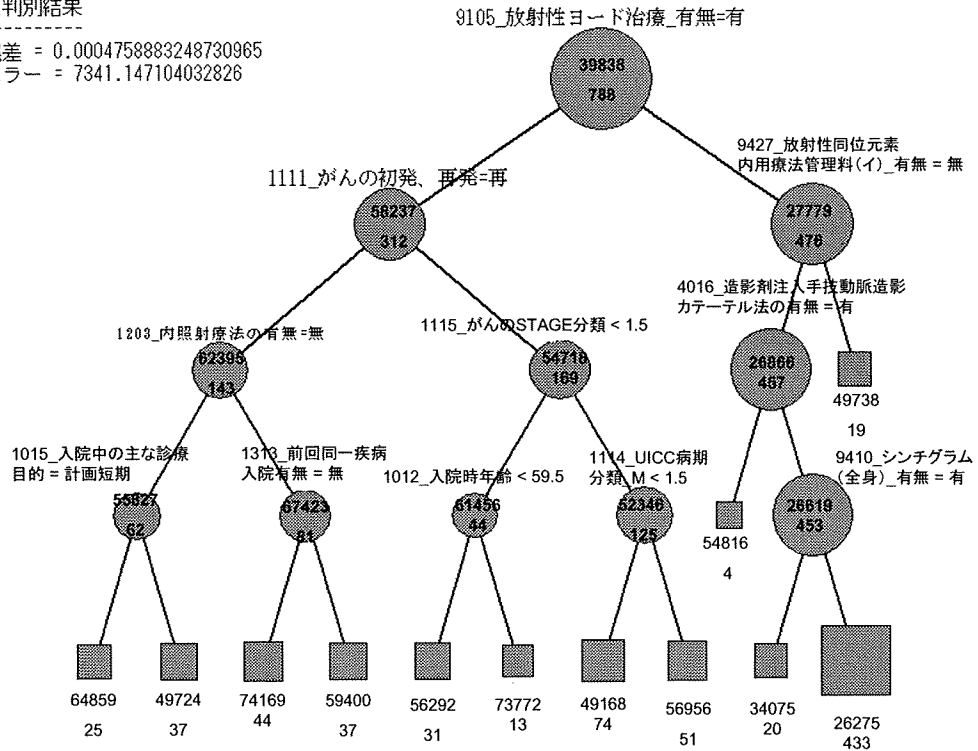 判別結果
差 = 0.0004758883248730965
ラー = 7341.147104032826
9105_放射性ヨード治療_有無=有
39836
788
1111_がんの初発、再発=再
58237
312
9427_放射性同位元素
内用療法管理料(イ)_有無 = 無
27779
476
1203_内照射療法の有無=無
62395
143
1115_がんのSTAGE分類 < 1.5
54718
169
4016_造影剤注入手技動脈造影
カテーテル法の有無 = 有
26866
457
49738
19
1015_入院中の主な診療
目的 = 計画短期
55827
62
1313_前回同一疾病
入院有無 = 無
67423
81
1012_入院時年齢 < 59.5
61456
44
1114_UICC病期
分類_M < 1.5
52346
125
54816
4
9410_シンチグラム
(全身)_有無 = 有
26619
453
64859
25
49724
37
74169
44
59400
37
56292
31
73772
13
49168
74
56956
51
34075
20
26275
433